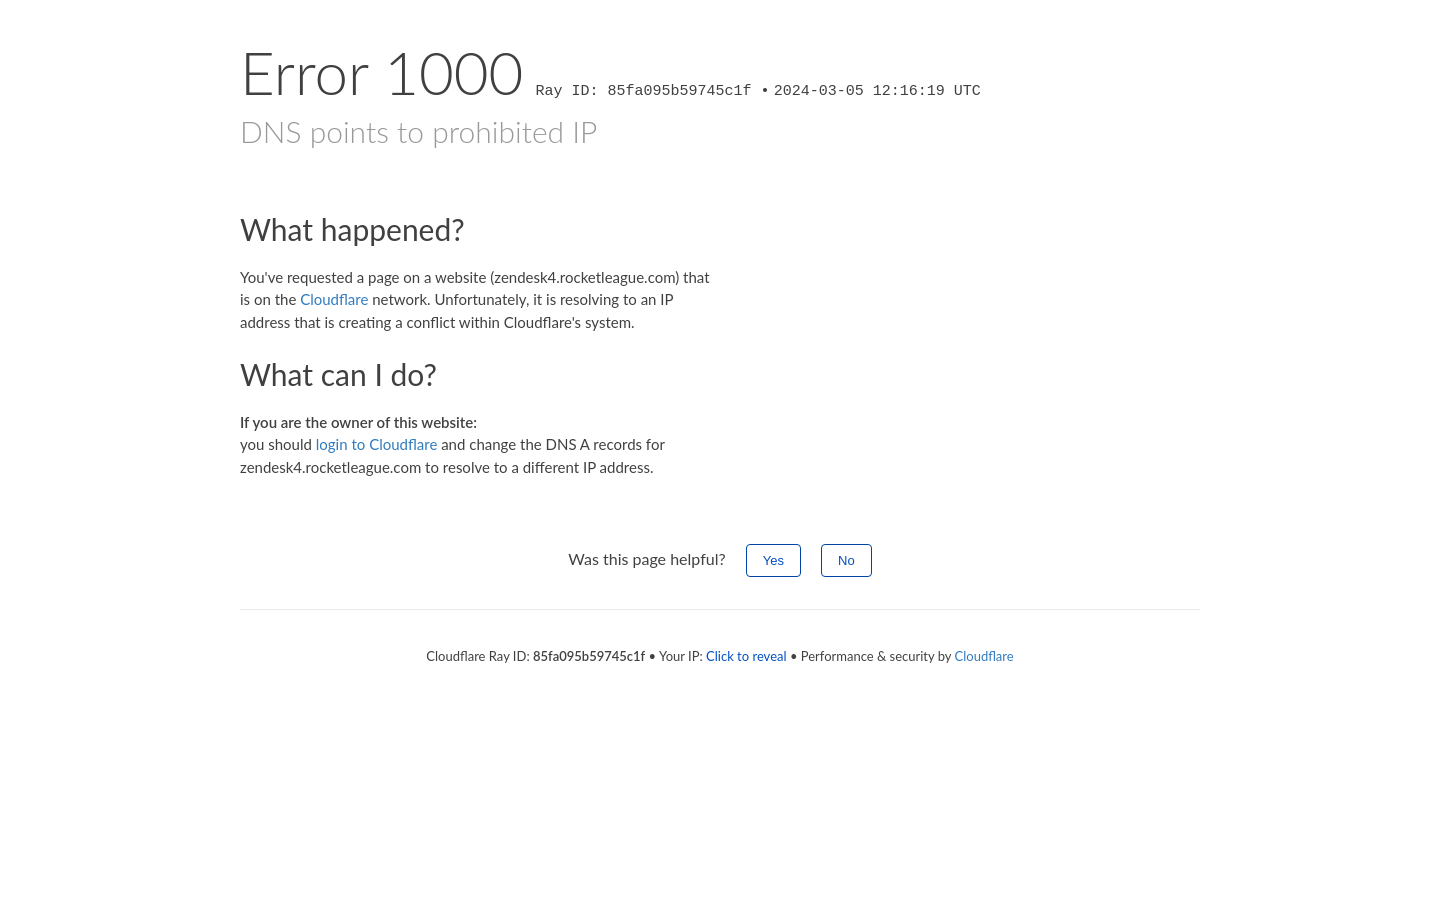 Error 1000 Ray ID: 85fa095b59745c1f • 2024-03-05 12:16:19 UTC
DNS points to prohibited IP
What happened?
You've requested a page on a website (zendesk4.rocketleague.com) that
is on the Cloudflare network. Unfortunately, it is resolving to an IP
address that is creating a conflict within Cloudflare's system.
What can I do?
If you are the owner of this website:
you should login to Cloudflare and change the DNS A records for
zendesk4.rocketleague.com to resolve to a different IP address.
Was this page helpful? Yes No
Cloudflare Ray ID: 85fa095b59745c1f • Your IP: Click to reveal • Performance & security by Cloudflare